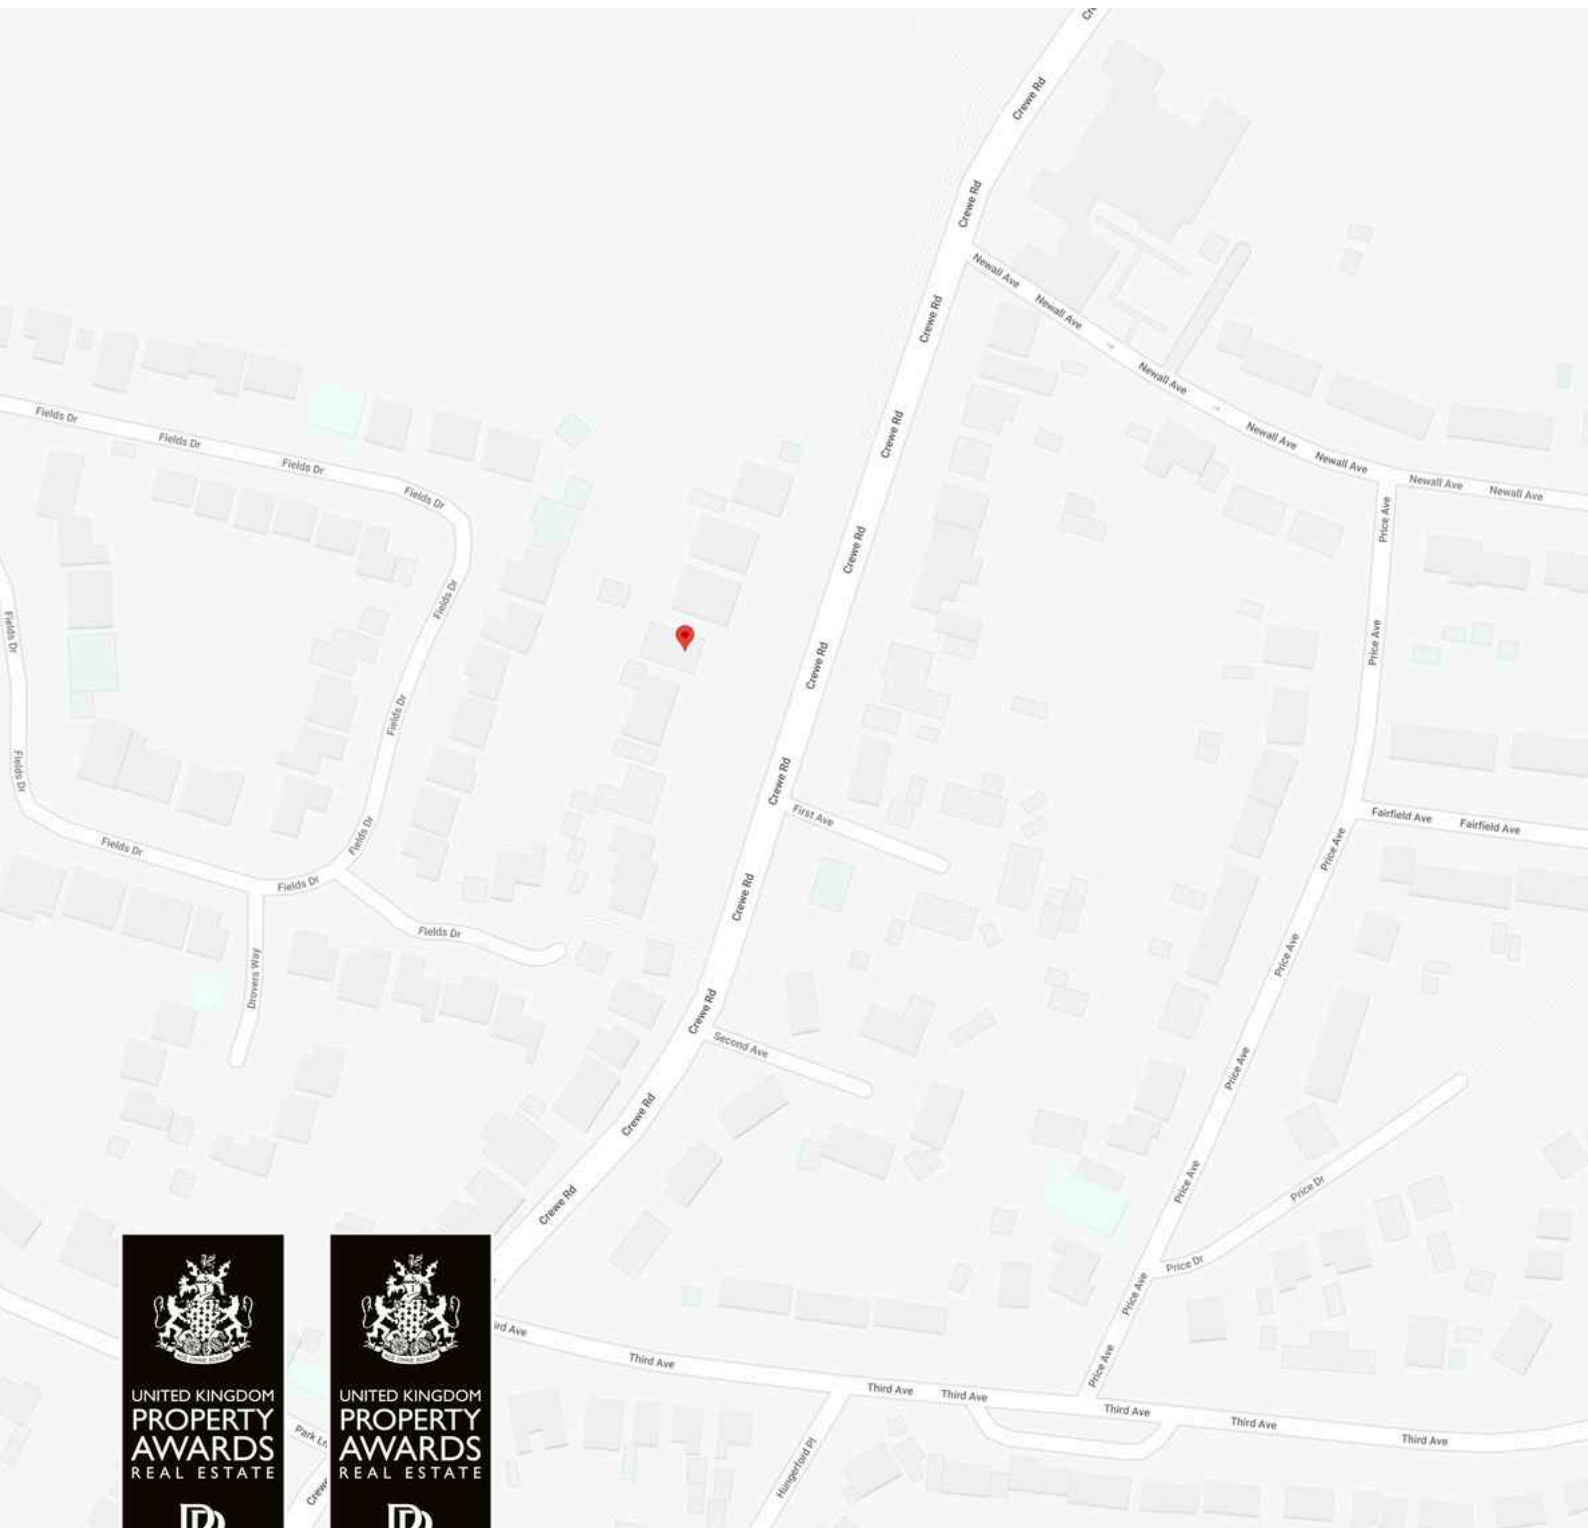 Crewe Rd
Crewe Rd
Newall Ave
Newall Ave
Crewe Rd
Newall Ave
Fields Dr
Fields Dr
Fields Dr
Fields Dr
Crewe Rd
Newall Ave
Newall Ave
Newall Ave
Newall Ave
Price Ave
Crewe Rd
Fields Dr
Fields Dr
Price Ave
Crewe Rd
Fields Dr
Fields Dr
Crewe Rd
First Ave
Fairfield Ave
Fairfield Ave
Fields Dr
Fields Dr
Price Ave
Fields Dr
Crewe Rd
Fields Dr
Price Ave
Drovers Way
Crewe Rd
Second Ave
Price Ave
Crewe Rd
Price Ave
Crewe Rd
Price Dr
Price Dr
Price Ave
ird Ave
Third Ave
Price Ave
Third Ave
Third Ave
Third Ave
Third Ave
Third Ave
Park Ln
Crewe
Hungerford Pl
UNITED KINGDOM
PROPERTY
AWARDS
REAL ESTATE
UNITED KINGDOM
PROPERTY
AWARDS
REAL ESTATE